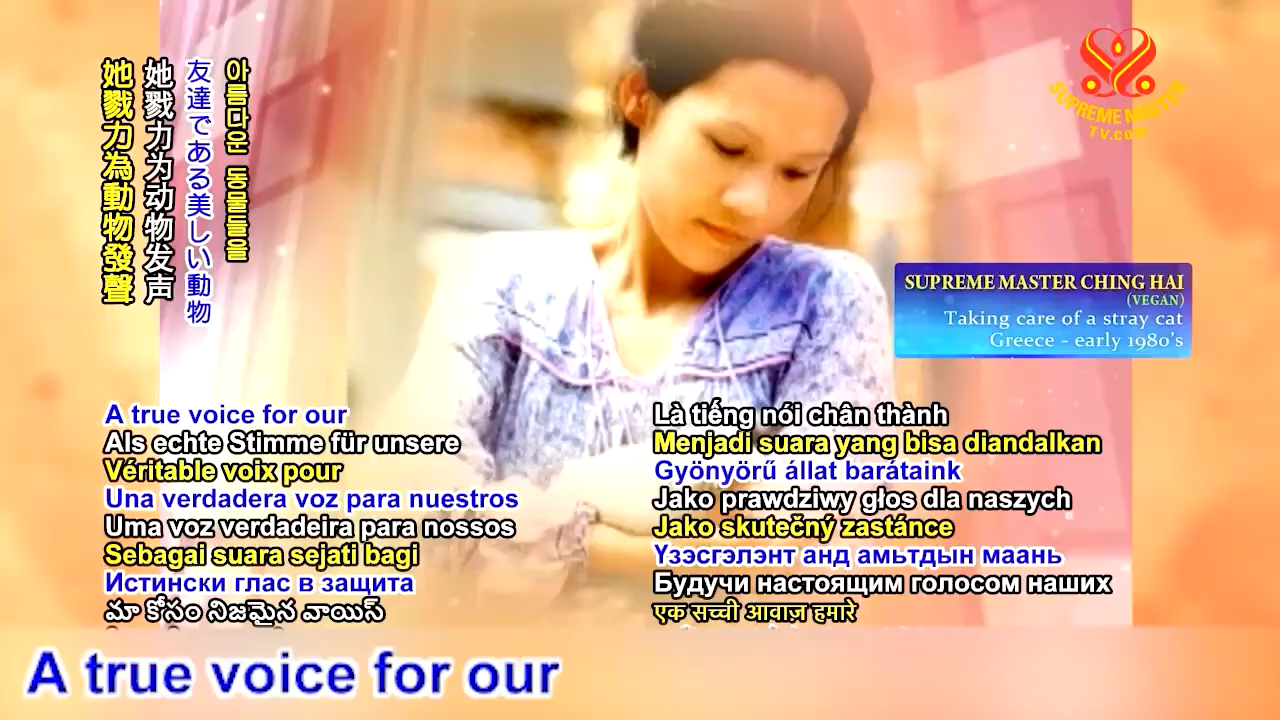 她戮力為動物發聲
她戮力为动物发声
友達である美しい動物
아름다운 동물들을
SUPREME MASTER
TV.COM
SUPREME MASTER CHING HAI
(VEGAN)
Taking care of a stray cat
Greece - early 1980's
A true voice for our
Als echte Stimme für unsere
Véritable voix pour
Una verdadera voz para nuestros
Uma voz verdadeira para nossos
Sebagai suara sejati bagi
Истински глас в защита
మా కోసం నిజమైన వాయిస్
Là tiếng nói chân thành
Menjadi suara yang bisa diandalkan
Gyönyörű állat barátaink
Jako prawdziwy głos dla naszych
Jako skutečný zastánce
Үзэсгэлэнт анд амьтдын маань
Будучи настоящим голосом наших
एक सच्ची आवाज़ हमारे
A true voice for our